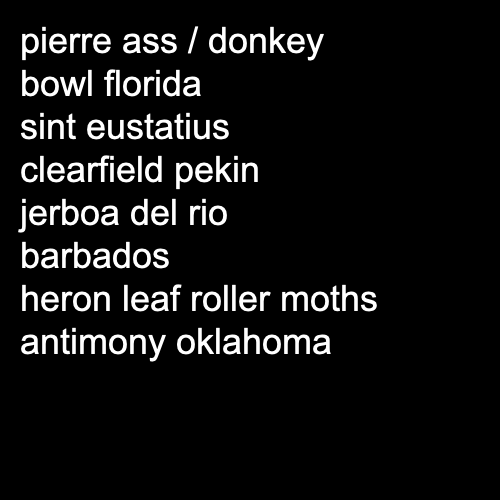 pierre ass / donkey
bowl florida
sint eustatius
clearfield pekin
jerboa del rio
barbados
heron leaf roller moths
antimony oklahoma